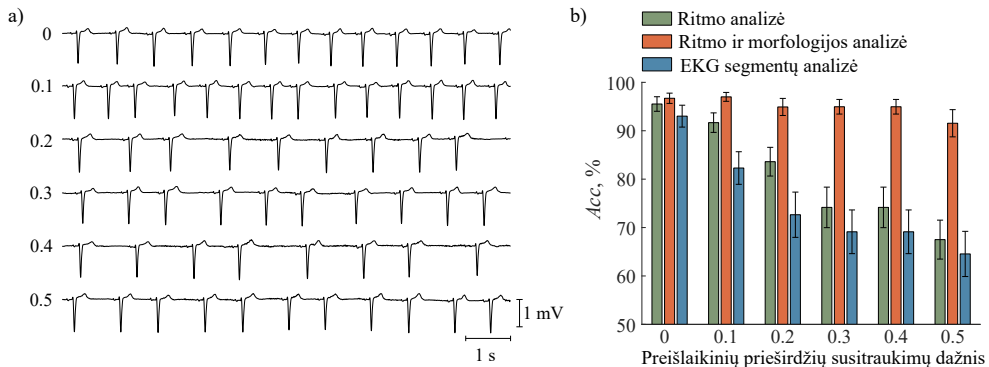 a)
0
0.1
0.2
0.3
0.4
0.5
1 mV
1 s
b)
Ritmo analizė
Ritmo ir morfologijos analizė
EKG segmentų analizė
100
90
80
70
60
50
Acc, %
0 0.1 0.2 0.3 0.4 0.5
Preišlaikinių prieširdžių susitraukimų dažnis